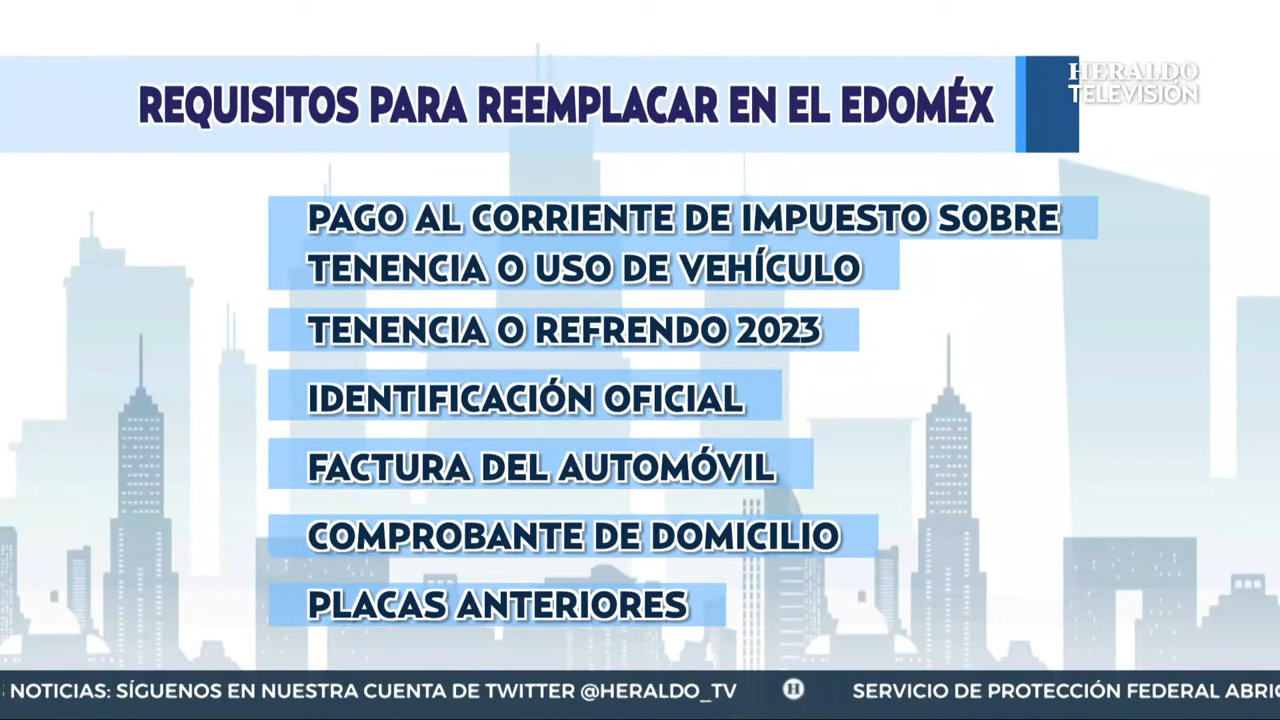 REQUISITOS PARA REEMPLACAR EN EL EDOMÉX
HERALDO
TELEVISIÓN
PAGO AL CORRIENTE DE IMPUESTO SOBRE
TENENCIA O USO DE VEHÍCULO
TENENCIA O REFRENDO 2023
IDENTIFICACIÓN OFICIAL
FACTURA DEL AUTOMÓVIL
COMPROBANTE DE DOMICILIO
PLACAS ANTERIORES
NOTICIAS: SÍGUENOS EN NUESTRA CUENTA DE TWITTER @HERALDO_TV H SERVICIO DE PROTECCIÓN FEDERAL